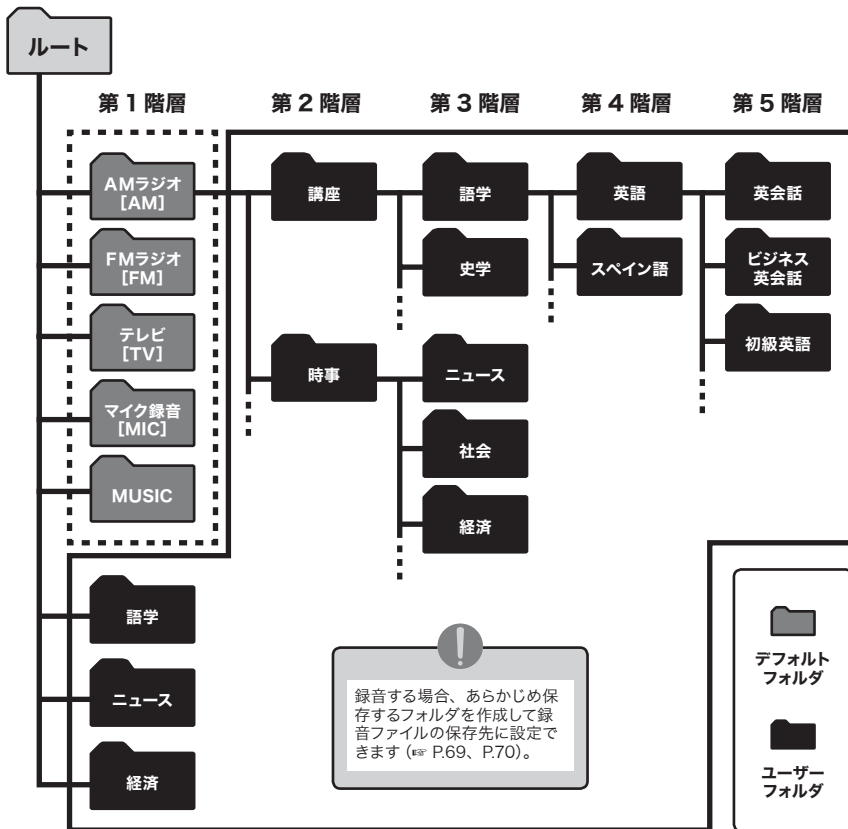 ルート
第 1 階層
第 2 階層
第 3 階層
第 4 階層
第 5 階層
AMラジオ
[AM]
講座
語学
英語
英会話
FMラジオ
[FM]
史学
スペイン語
ビジネス
英会話
テレビ
[TV]
時事
ニュース
初級英語
マイク録音
[MIC]
社会
MUSIC
経済
語学
ニュース
経済
録音する場合、あらかじめ保
存するフォルダを作成して録
音ファイルの保存先に設定で
きます (☞ P.69、P.70)。
デフォルト
フォルダ
ユーザー
フォルダ